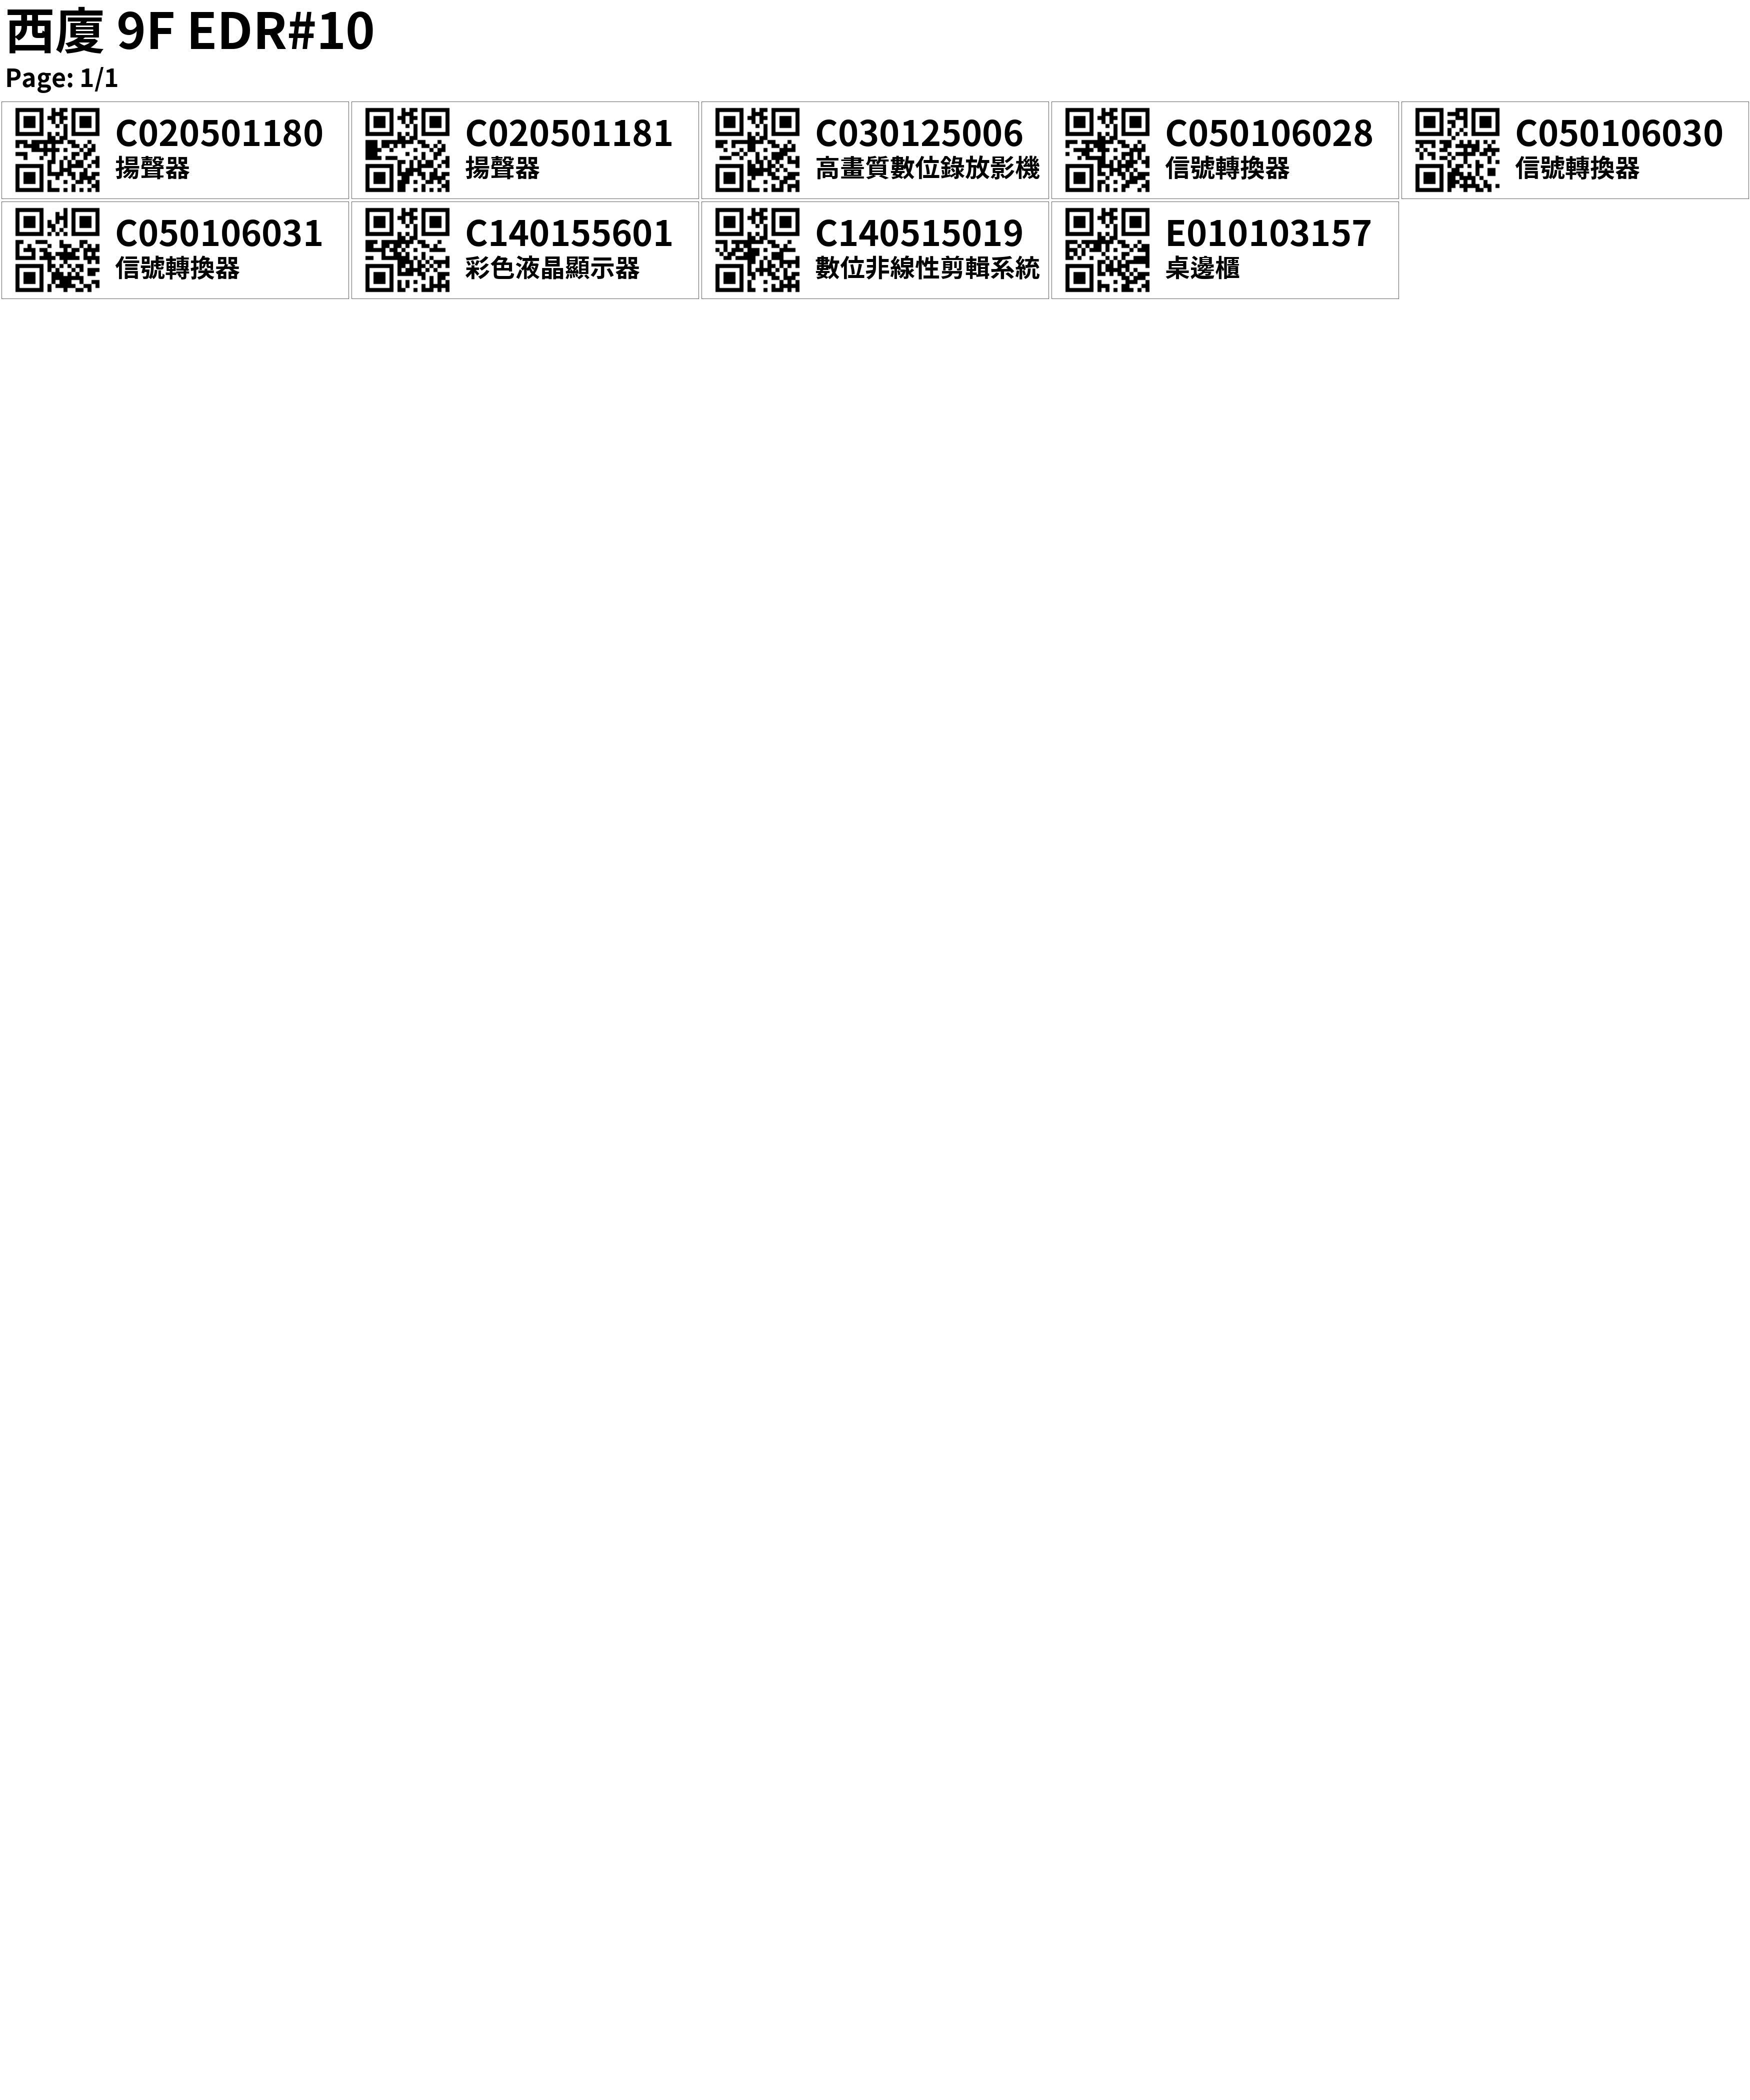 西廈 9F EDR#10
Page: 1/1
C020501180
揚聲器
C020501181
揚聲器
C030125006
高畫質數位錄放影機
C050106028
信號轉換器
C050106030
信號轉換器
C050106031
信號轉換器
C140155601
彩色液晶顯示器
C140515019
數位非線性剪輯系統
E010103157
桌邊櫃